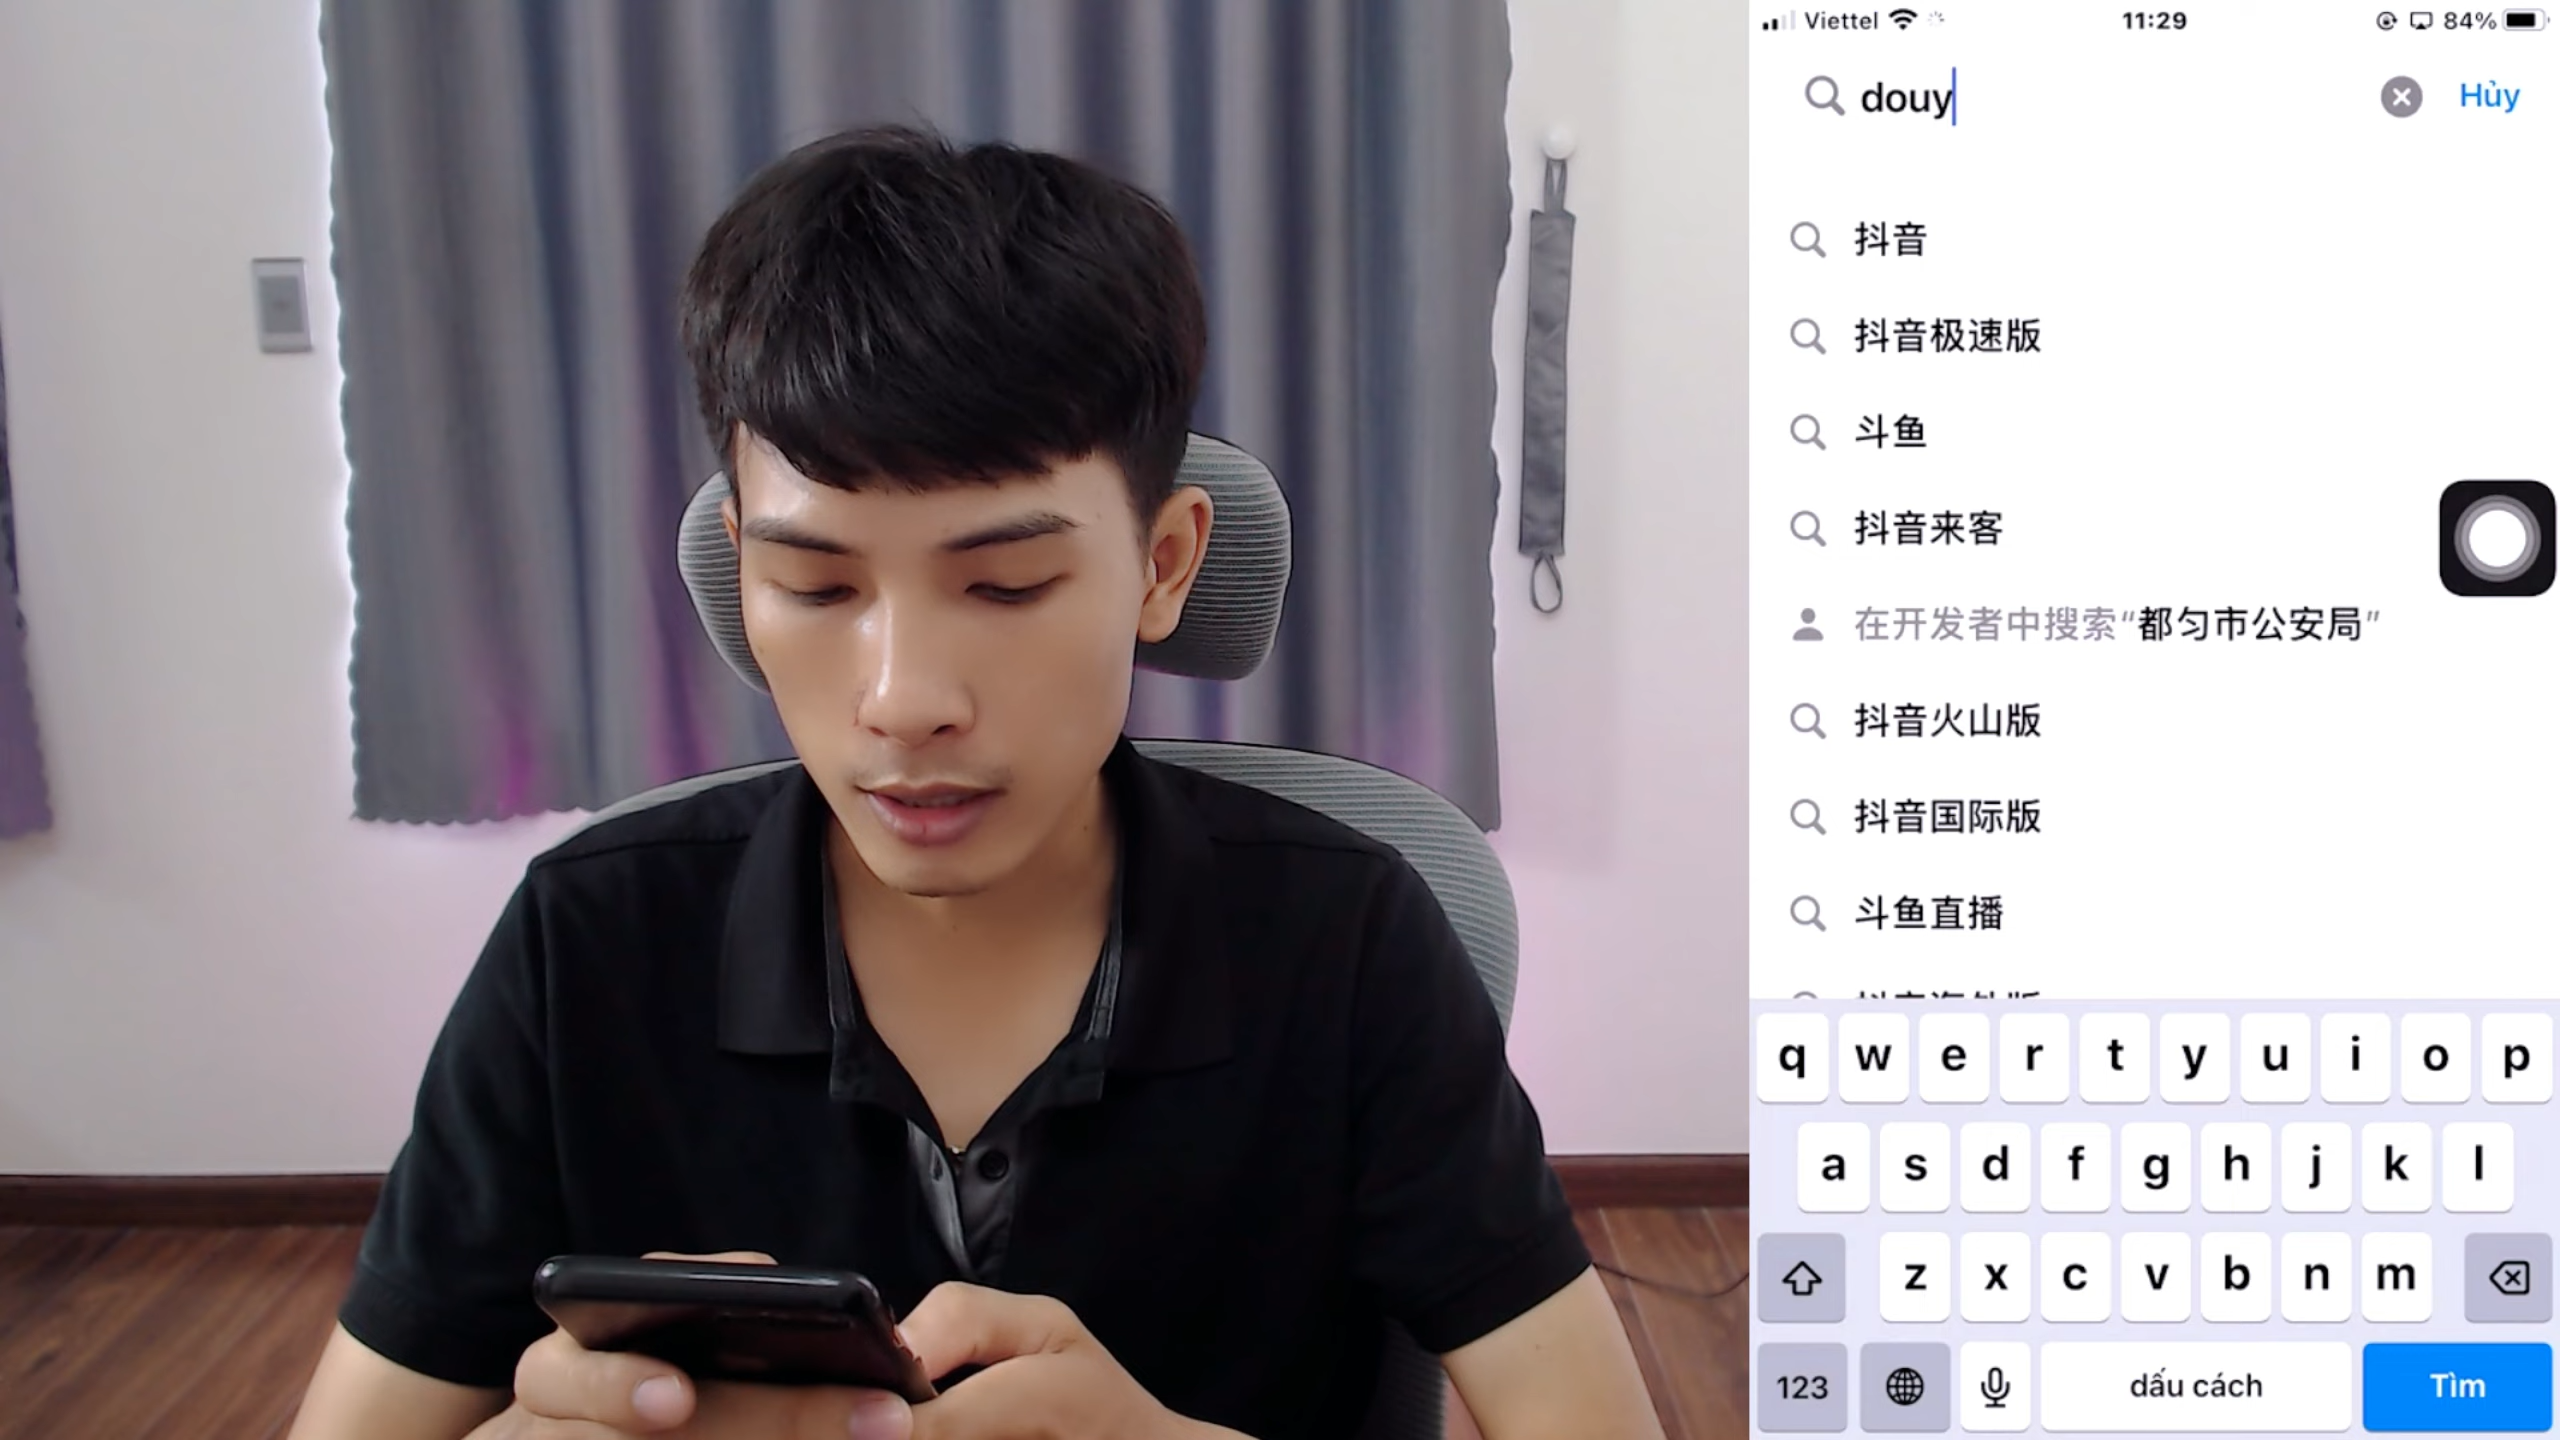 Viettel 11:29 84%
douy Hủy
抖音
抖音极速版
斗鱼
抖音来客
在开发者中搜索“都匀市公安局”
抖音火山版
抖音国际版
斗鱼直播
q w e r t y u i o p
a s d f g h j k l
z x c v b n m
123 dấu cách Tìm